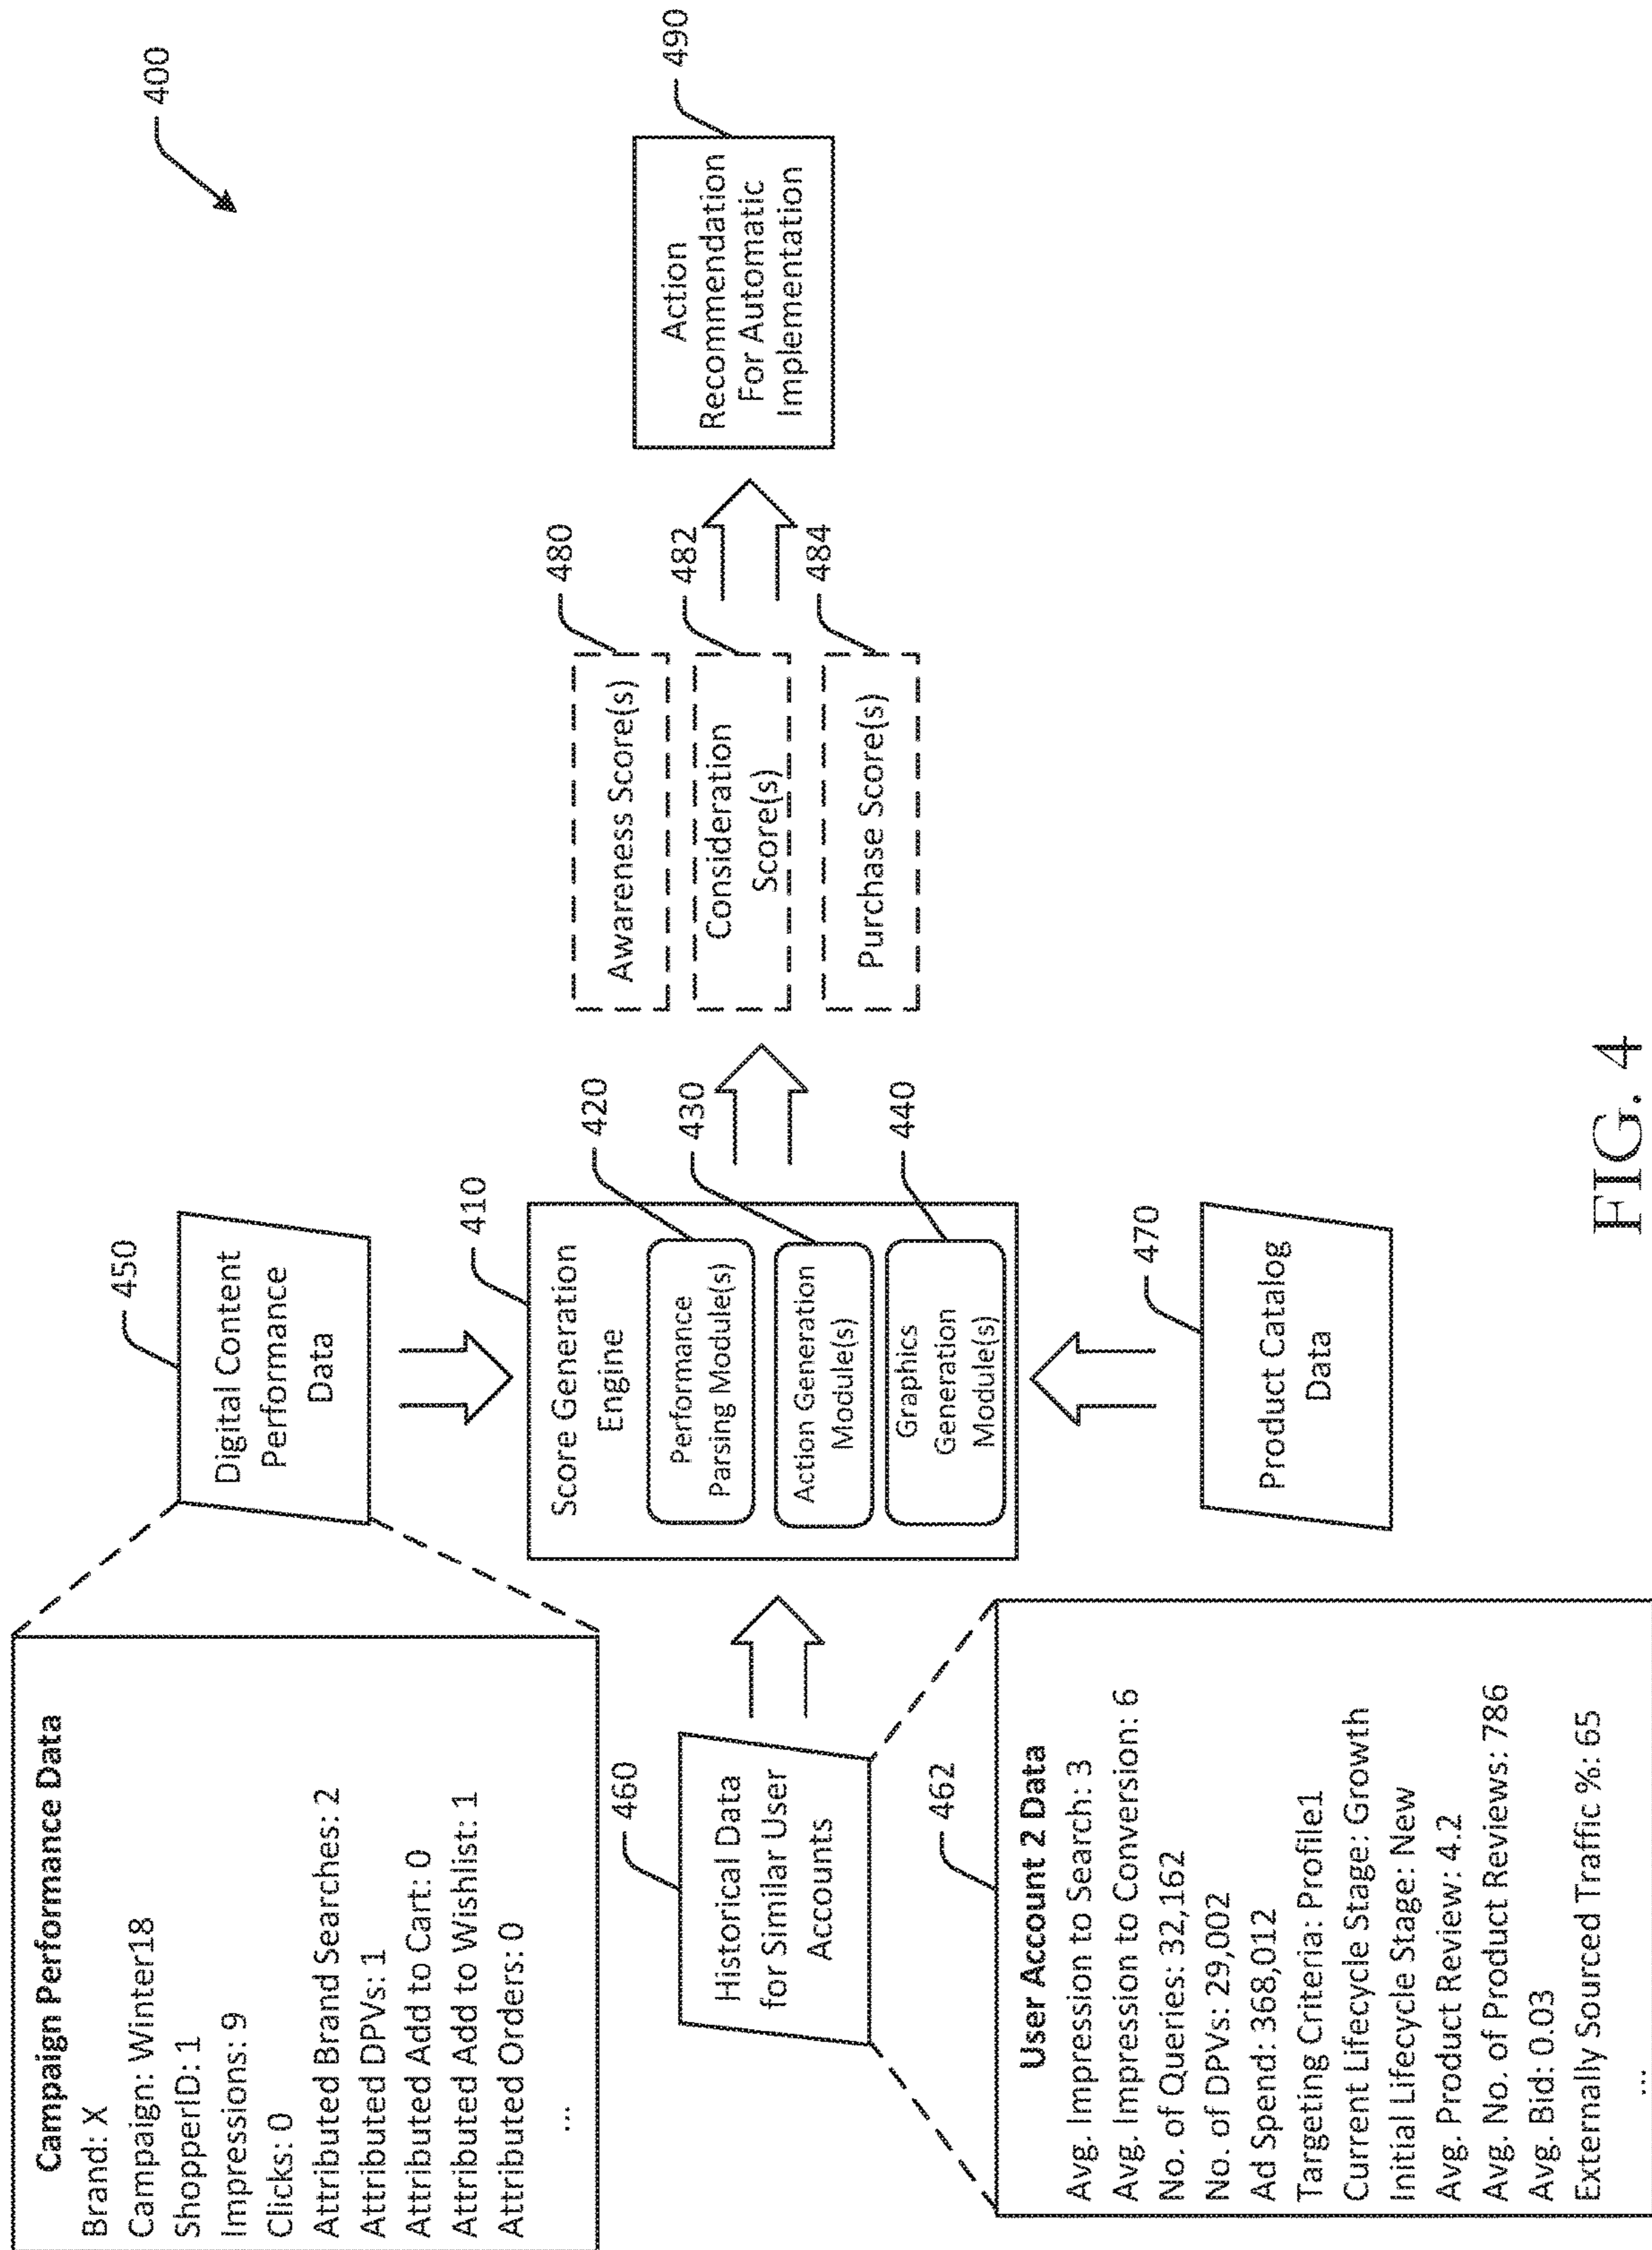 400
Campaign Performance Data
Brand: X
Campaign: Winter18
ShopperID: 1
Impressions: 9
Clicks: 0
Attributed Brand Searches: 2
Attributed DPVs: 1
Attributed Add to Cart: 0
Attributed Add to Wishlist: 1
Attributed Orders: 0
...
450
Digital Content
Performance
Data
410
Score Generation
Engine
420
Performance
Parsing Module(s)
430
Action Generation
Module(s)
440
Graphics
Generation
Module(s)
460
Historical Data
for Similar User
Accounts
462
User Account 2 Data
Avg. Impression to Search: 3
Avg. Impression to Conversion: 6
No. of Queries: 32,162
No. of DPVs: 29,002
Ad Spend: 368,012
Targeting Criteria: Profile1
Current Lifecycle Stage: Growth
Initial Lifecycle Stage: New
Avg. Product Review: 4.2
Avg. No. of Product Reviews: 786
Avg. Bid: 0.03
Externally Sourced Traffic %: 65
...
470
Product Catalog
Data
480
Awareness Score(s)
482
Consideration
Score(s)
484
Purchase Score(s)
490
Action
Recommendation
For Automatic
Implementation
FIG. 4